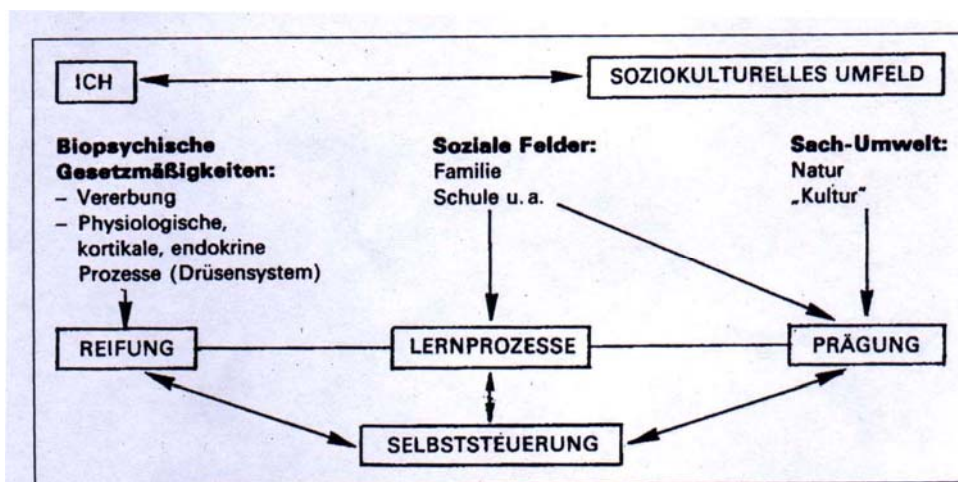 ICH
SOZIOKULTURELLES UMFELD
Biopsychische
Gesetzmäßigkeiten:
– Vererbung
– Physiologische,
kortikale, endokrine
Prozesse (Drüsensystem)
Soziale Felder:
Familie
Schule u. a.
Sach-Umwelt:
Natur
„Kultur“
REIFUNG
LERNPROZESSE
PRÄGUNG
SELBSTSTEUERUNG